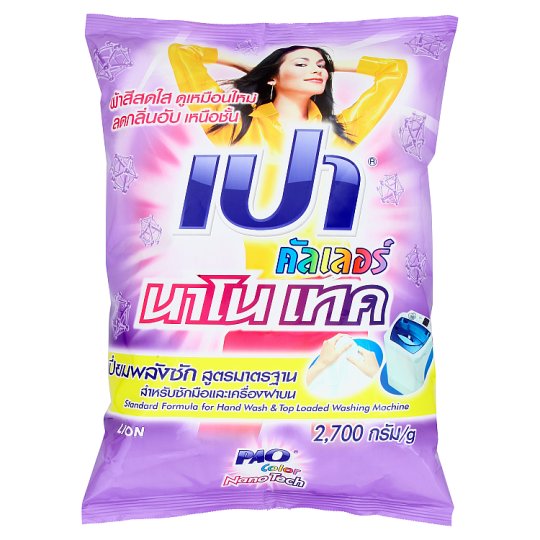 ผ้าสีสดใส ดูเหมือนใหม่
ลดกลิ่นอับ เหนือชั้น
เปา®
คัลเลอร์
นาโน เทค
เปี่ยมพลังซัก สูตรมาตรฐาน
สำหรับซักมือและเครื่องฝาบน
Standard Formula for Hand Wash & Top Loaded Washing Machine
LION
2,700 กรัม/g
PAO
Color
Nano Tech